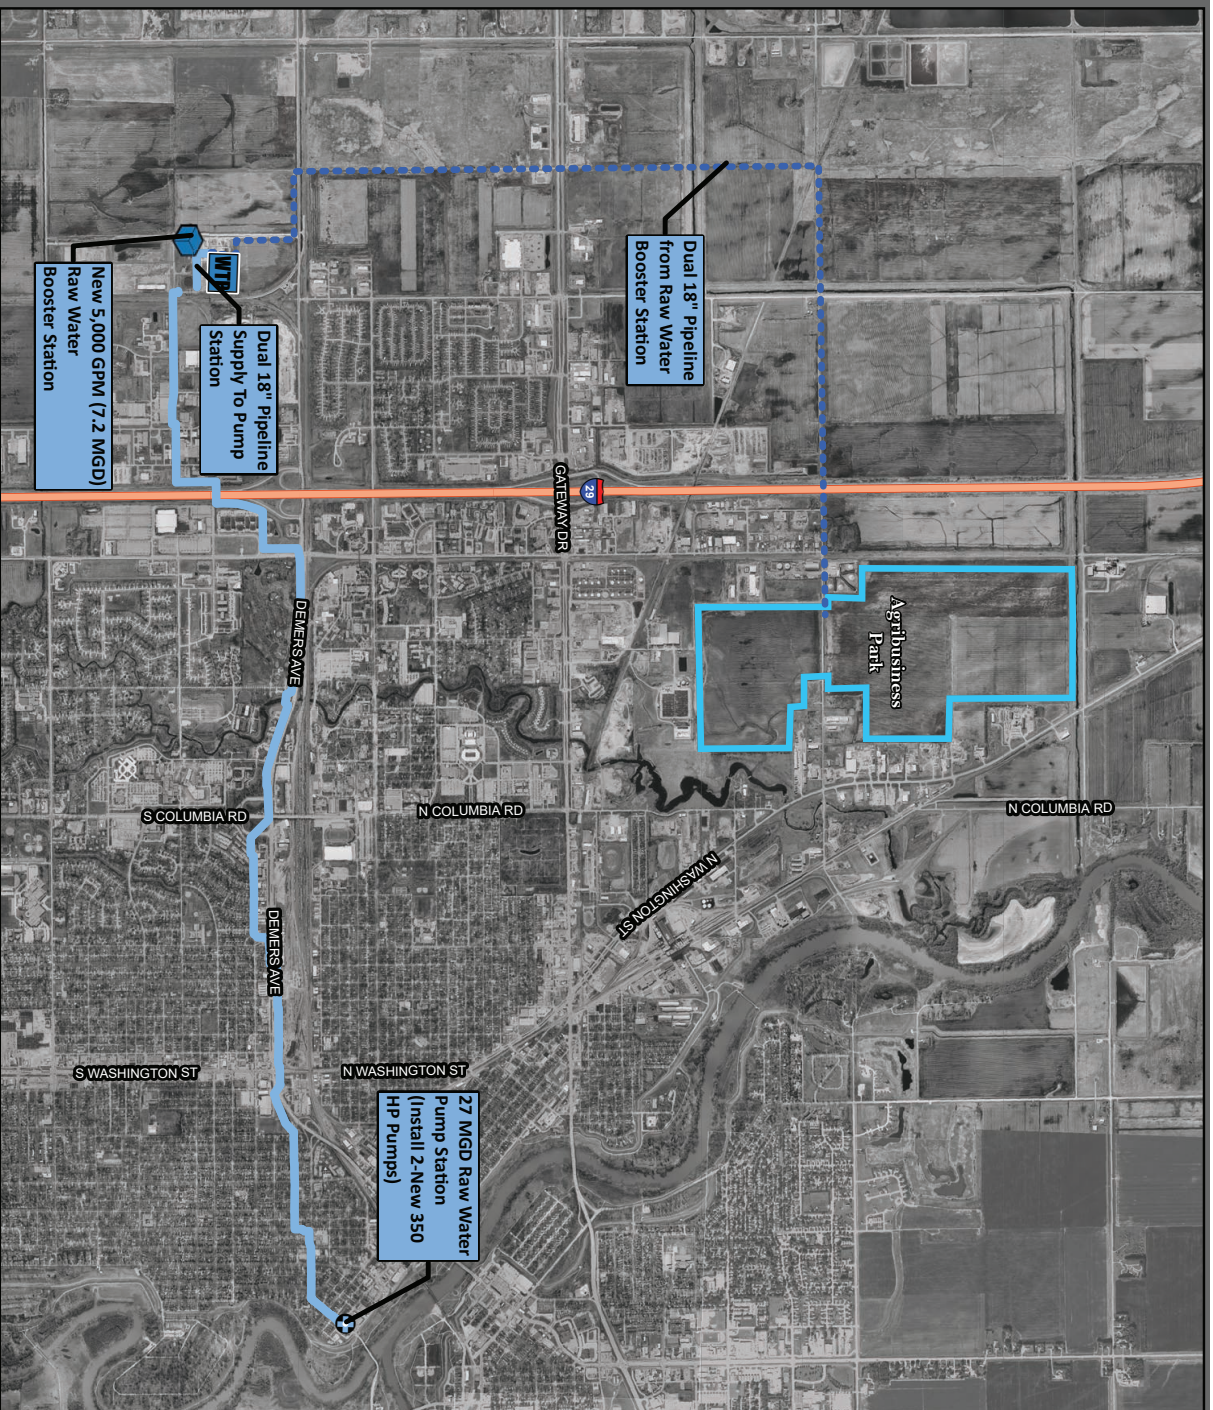 Dual 18" Pipeline
from Raw Water
Booster Station
New 5,000 GPM (7.2 MGD)
Raw Water
Booster Station
WTP
Dual 18" Pipeline
Supply To Pump
Station
GATEWAY DR
29
Agribusiness
Park
DEMERS AVE
S COLUMBIA RD
N COLUMBIA RD
N COLUMBIA RD
N WASHINGTON ST
DEMERS AVE
S WASHINGTON ST
N WASHINGTON ST
27 MGD Raw Water
Pump Station
(Install 2-New 350
HP Pumps)